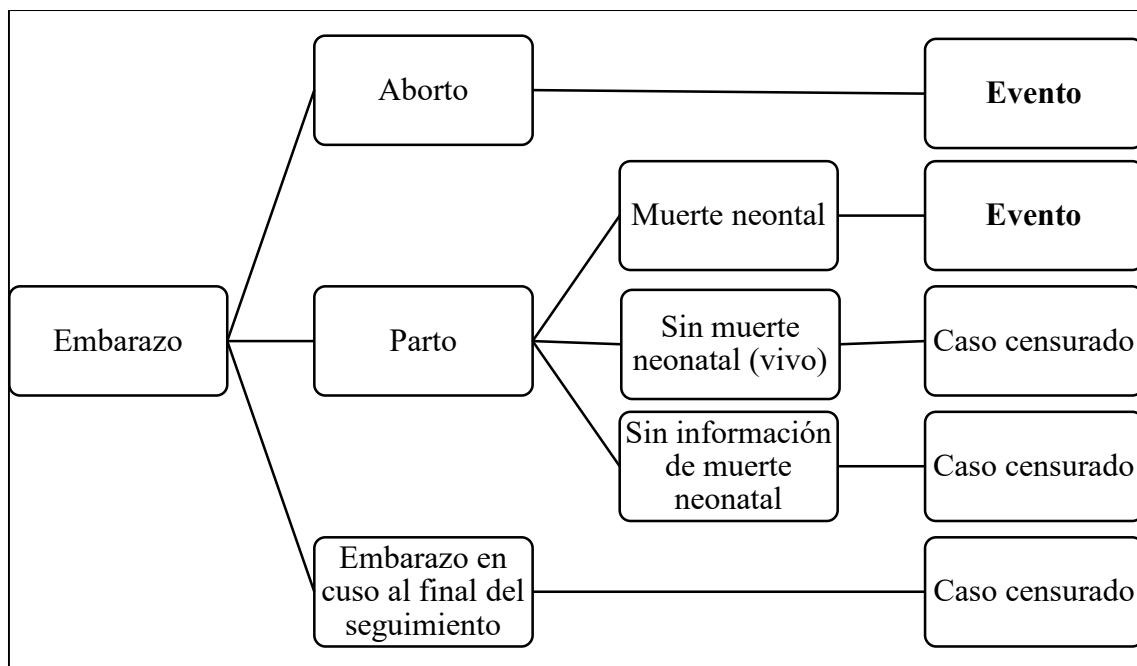 Aborto
Evento
Muerte neontal
Evento
Embarazo
Parto
Sin muerte
neonatal (vivo)
Caso censurado
Sin información
de muerte
neonatal
Caso censurado
Embarazo en
cuso al final del
seguimiento
Caso censurado